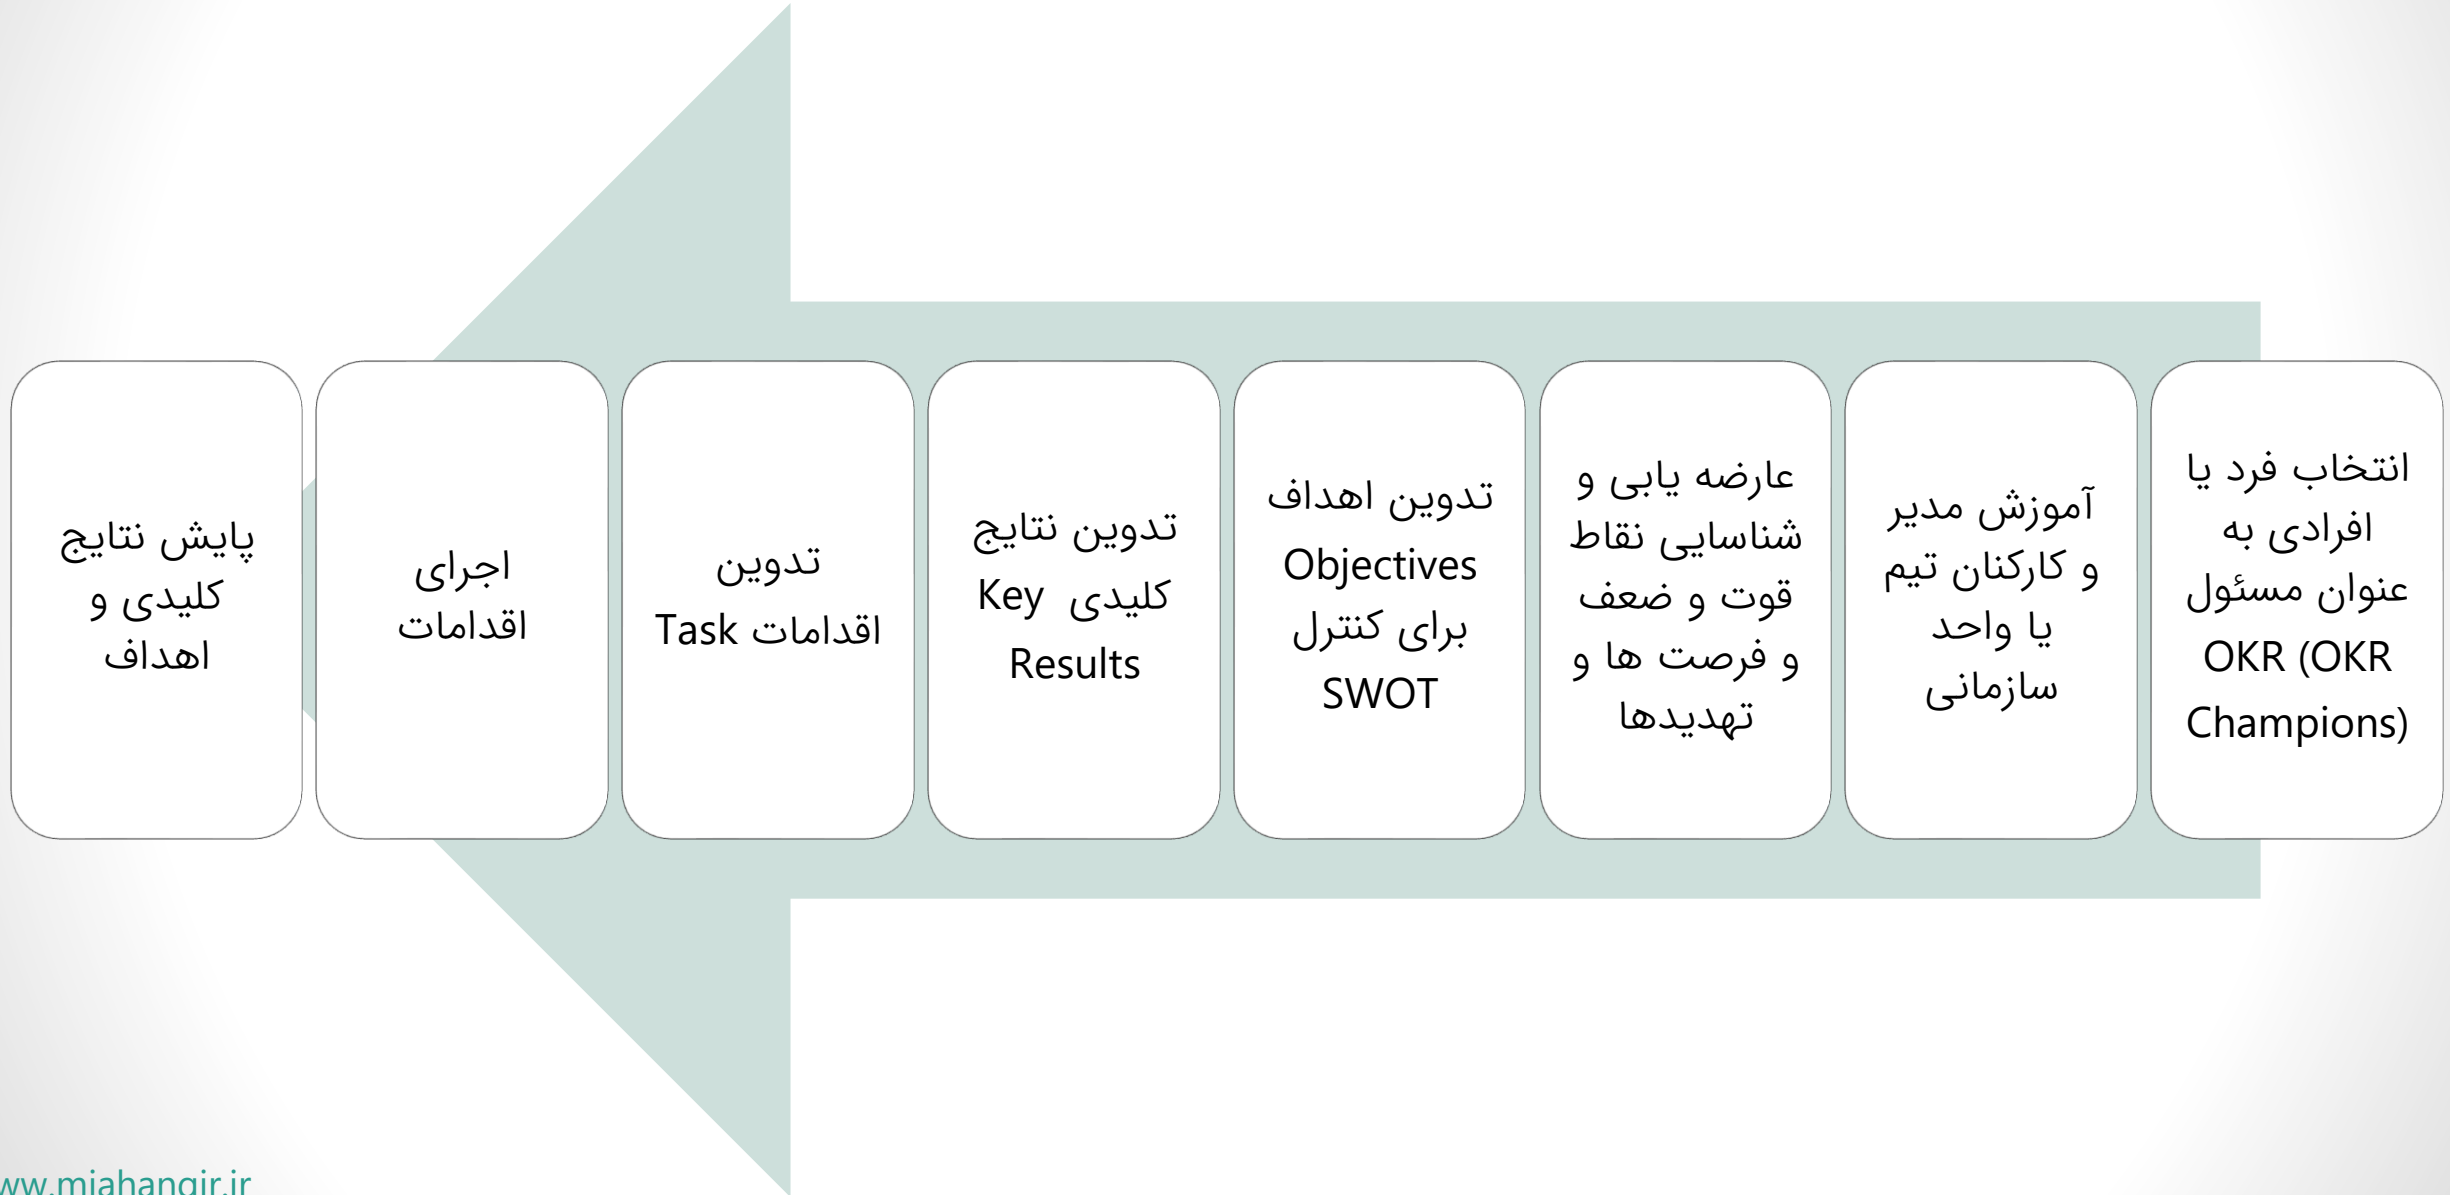 انتخاب فرد یا
افرادی به
عنوان مسئول
OKR (OKR
Champions)
آموزش مدیر
و کارکنان تیم
یا واحد
سازمانی
عارضه یابی و
شناسایی نقاط
قوت و ضعف
و فرصت ها و
تهدیدها
تدوین اهداف
Objectives
برای کنترل
SWOT
تدوین نتایج
کلیدی Key
Results
تدوین
اقدامات Task
اجرای
اقدامات
پایش نتایج
کلیدی و
اهداف
ww.mjahangir.ir